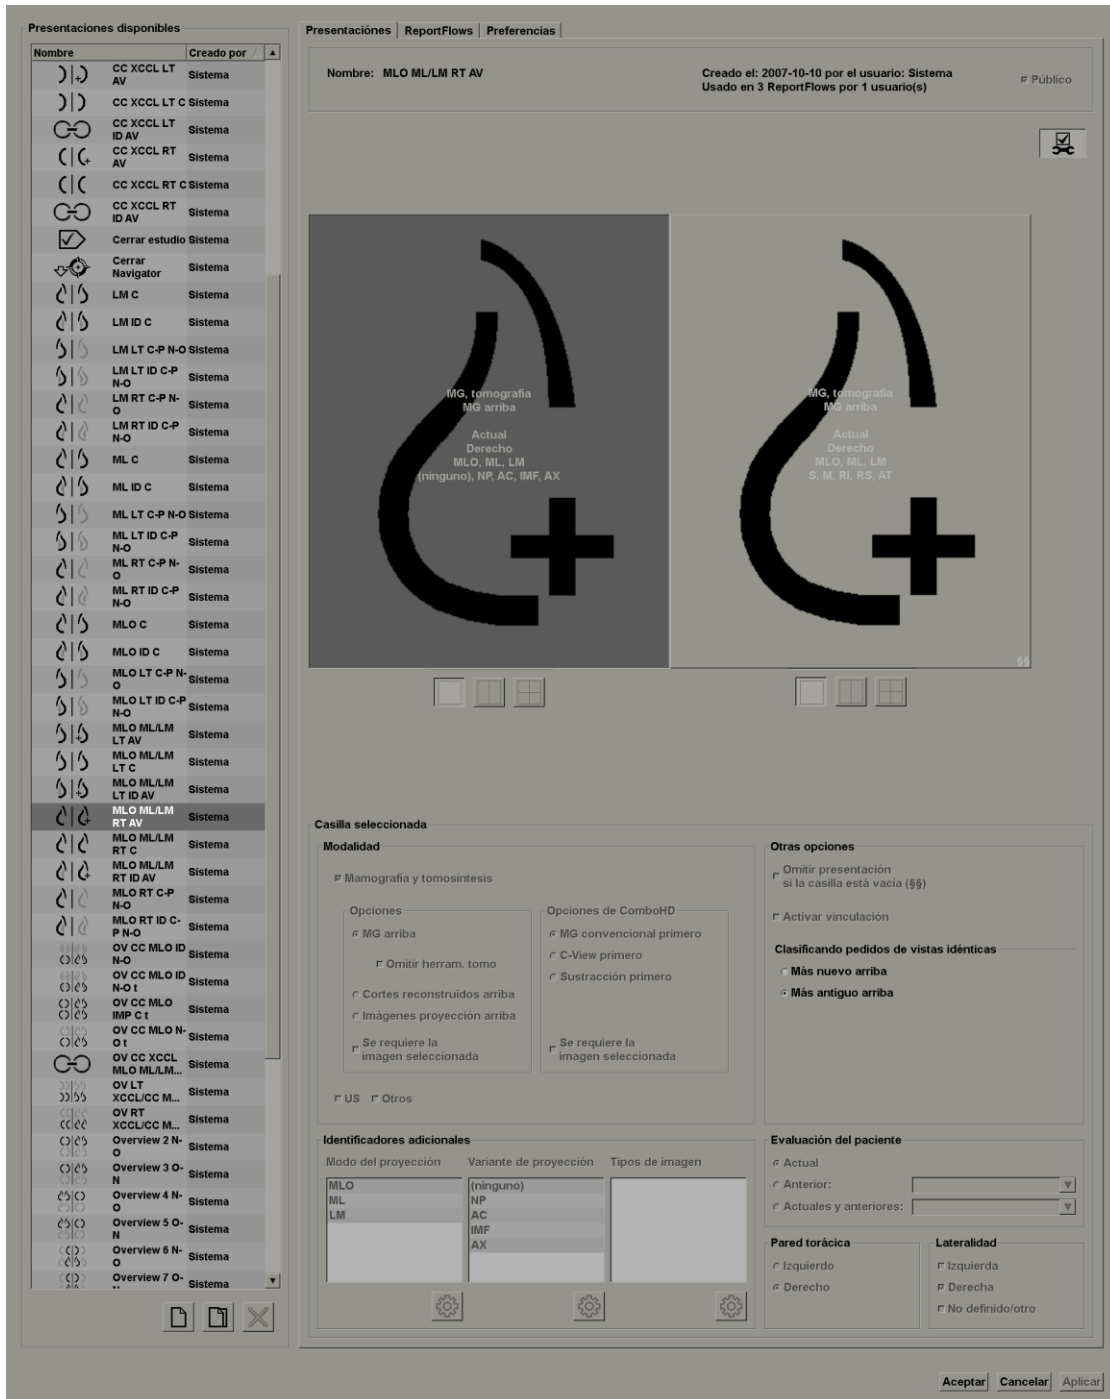 Presentaciones disponibles
Nombre Creado por
CC XCCL LT
AV Sistema
CC XCCL LT C Sistema
CC XCCL LT
ID AV Sistema
CC XCCL RT
AV Sistema
CC XCCL RT C Sistema
CC XCCL RT
ID AV Sistema
Cerrar estudio Sistema
Cerrar
Navigator Sistema
LM C Sistema
LM ID C Sistema
LM LT C-P N-O Sistema
LM LT ID C-P
N-O Sistema
LM RT C-P N-
O Sistema
LM RT ID C-P
N-O Sistema
ML C Sistema
ML ID C Sistema
ML LT C-P N-O Sistema
ML LT ID C-P
N-O Sistema
ML RT C-P N-
O Sistema
ML RT ID C-P
N-O Sistema
MLO C Sistema
MLO ID C Sistema
MLO LT C-P N-
O Sistema
MLO LT ID C-P
N-O Sistema
MLO ML/LM
LT AV Sistema
MLO ML/LM
LT C Sistema
MLO ML/LM
LT ID AV Sistema
MLO ML/LM
RT AV Sistema
MLO ML/LM
RT C Sistema
MLO ML/LM
RT ID AV Sistema
MLO RT C-P
N-O Sistema
MLO RT ID C-
P N-O Sistema
OV CC MLO ID
N-O Sistema
OV CC MLO ID
N-O t Sistema
OV CC MLO
IMP C t Sistema
OV CC MLO N-
O t Sistema
OV CC XCCL
MLO ML/LM... Sistema
OV LT
XCCL/CC M... Sistema
OV RT
XCCL/CC M... Sistema
Overview 2 N-
O Sistema
Overview 3 O-
N Sistema
Overview 4 N-
O Sistema
Overview 5 O-
N Sistema
Overview 6 N-
O Sistema
Overview 7 O- Sistema
Presentaciónes ReportFlows Preferencias
Nombre: MLO ML/LM RT AV
Creado el: 2007-10-10 por el usuario: Sistema
Usado en 3 ReportFlows por 1 usuario(s)
Público
MG, tomografia
MG arriba
Actual
Derecho
MLO, ML, LM
(ninguno), NP, AC, IMF, AX
MG, tomografia
MG arriba
Actual
Derecho
MLO, ML, LM
S, M, RI, RS, AT
§§
Casilla seleccionada
Modalidad
Mamografía y tomosíntesis
Opciones
MG arriba
Omitir herram. tomo
Cortes reconstruidos arriba
Imágenes proyección arriba
Se requiere la
imagen seleccionada
Opciones de ComboHD
MG convencional primero
C-View primero
Sustracción primero
Se requiere la
imagen seleccionada
US Otros
Otras opciones
Omitir presentación
si la casilla está vacía (§§)
Activar vinculación
Clasificando pedidos de vistas idénticas
Más nuevo arriba
Más antiguo arriba
Identificadores adicionales
Modo del proyección Variante de proyección Tipos de imagen
MLO
ML
LM
(ninguno)
NP
AC
IMF
AX
Evaluación del paciente
Actual
Anterior:
Actuales y anteriores:
Pared torácica
Izquierdo
Derecho
Lateralidad
Izquierda
Derecha
No definido/otro
Aceptar Cancelar Aplicar